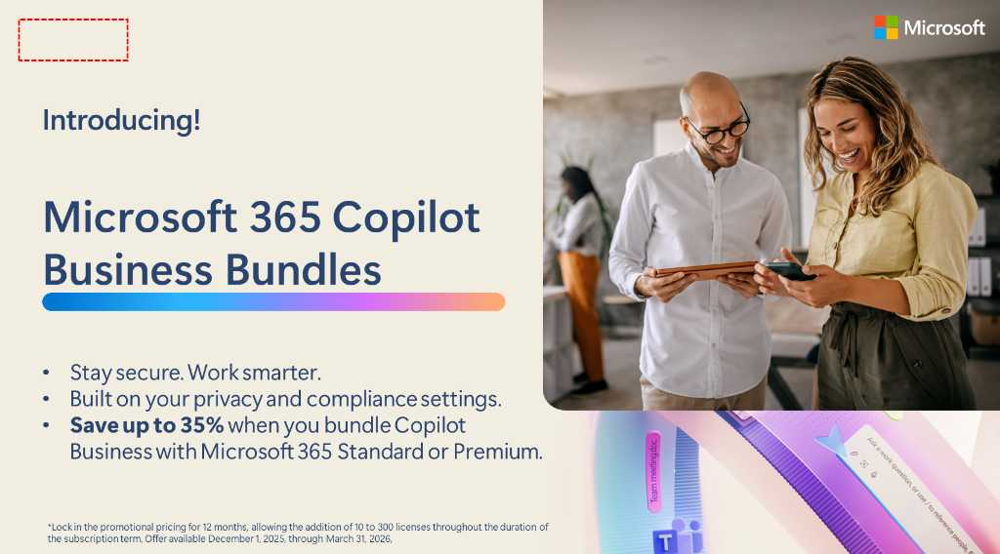 Microsoft
Introducing!
Microsoft 365 Copilot
Business Bundles
• Stay secure. Work smarter.
• Built on your privacy and compliance settings.
• Save up to 35% when you bundle Copilot
Business with Microsoft 365 Standard or Premium.
Team meeting.doc
Ask a work question, or use / to reference people, f
T
*Lock in the promotional pricing for 12 months, allowing the addition of 10 to 300 licenses throughout the duration of
the subscription term. Offer available December 1, 2025, through March 31, 2026,